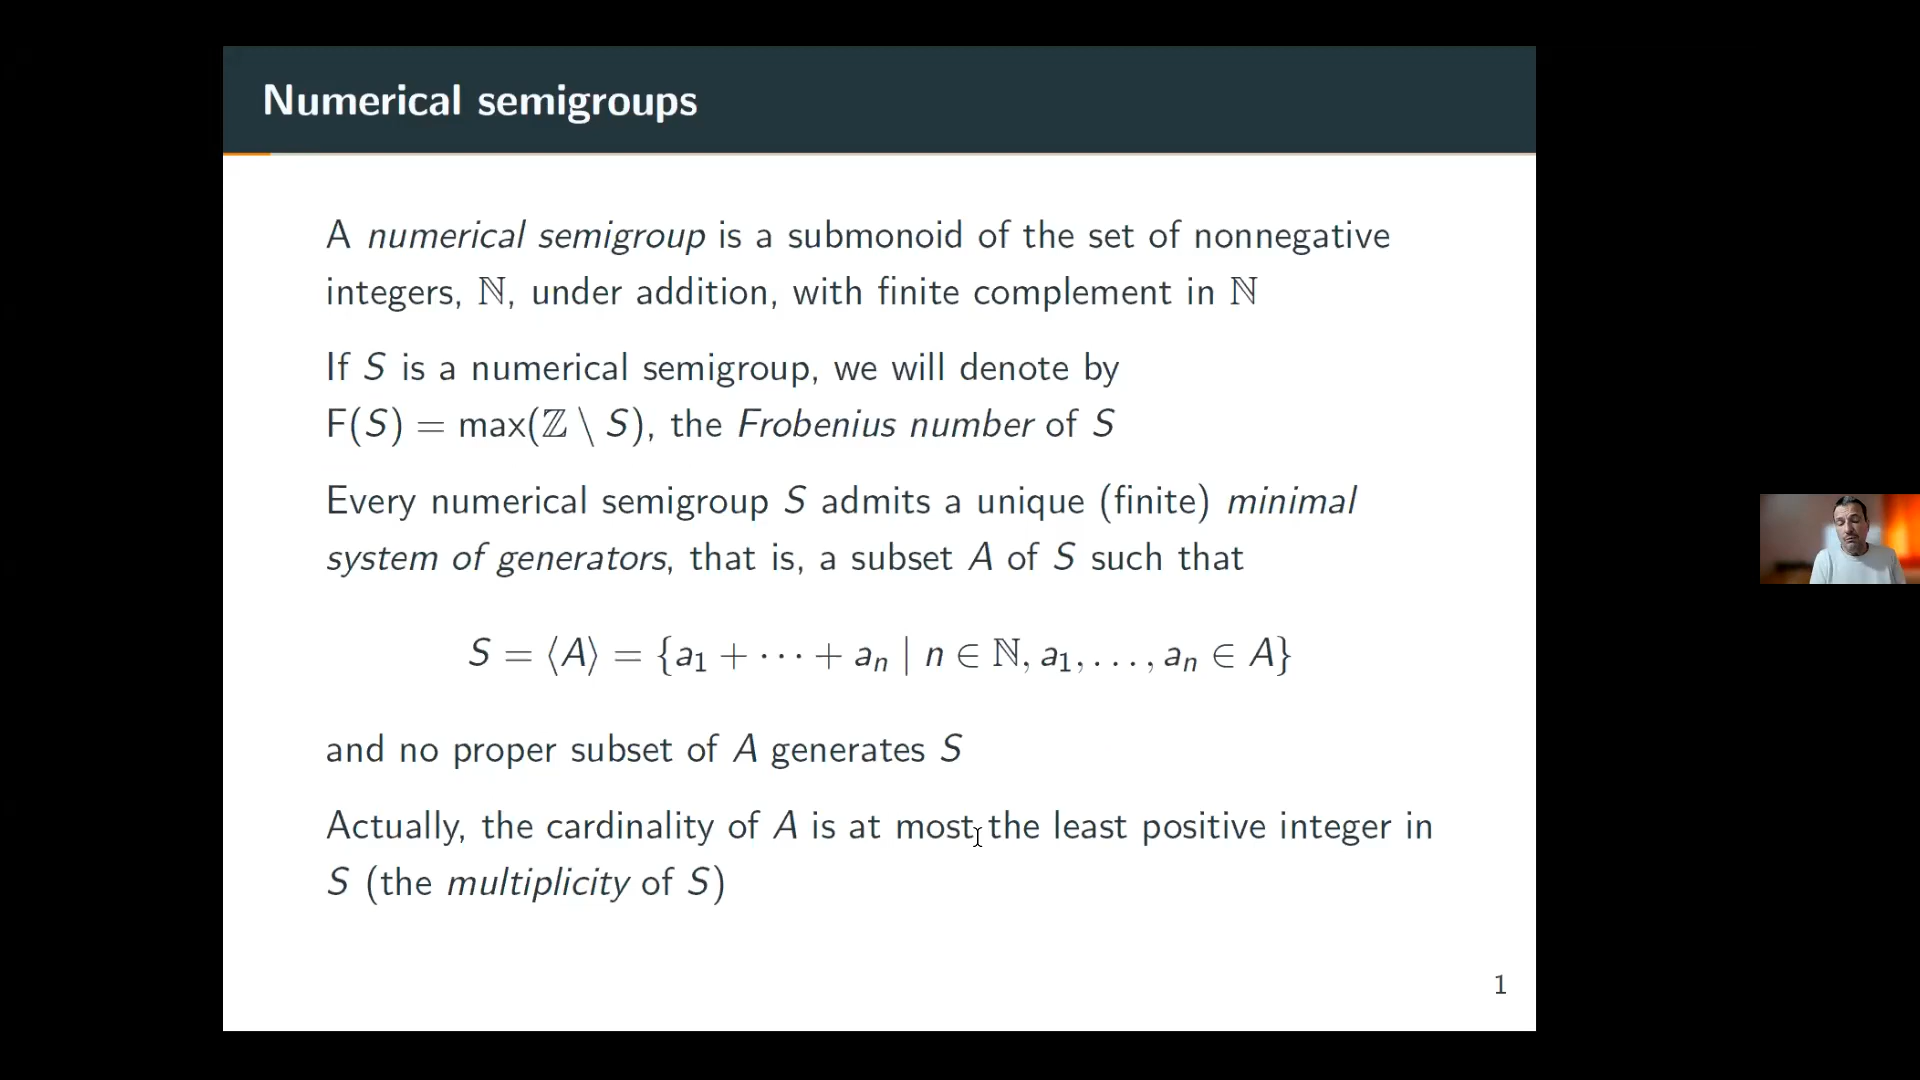 Numerical semigroups
A numerical semigroup is a submonoid of the set of nonnegative
integers, ℕ, under addition, with finite complement in ℕ
If S is a numerical semigroup, we will denote by
F(S) = max(ℤ \ S), the Frobenius number of S
Every numerical semigroup S admits a unique (finite) minimal
system of generators, that is, a subset A of S such that
S = ⟨A⟩ = {a₁ + ⋯ + aₙ | n ∈ ℕ, a₁, . . . , aₙ ∈ A}
and no proper subset of A generates S
Actually, the cardinality of A is at most the least positive integer in
S (the multiplicity of S)
1